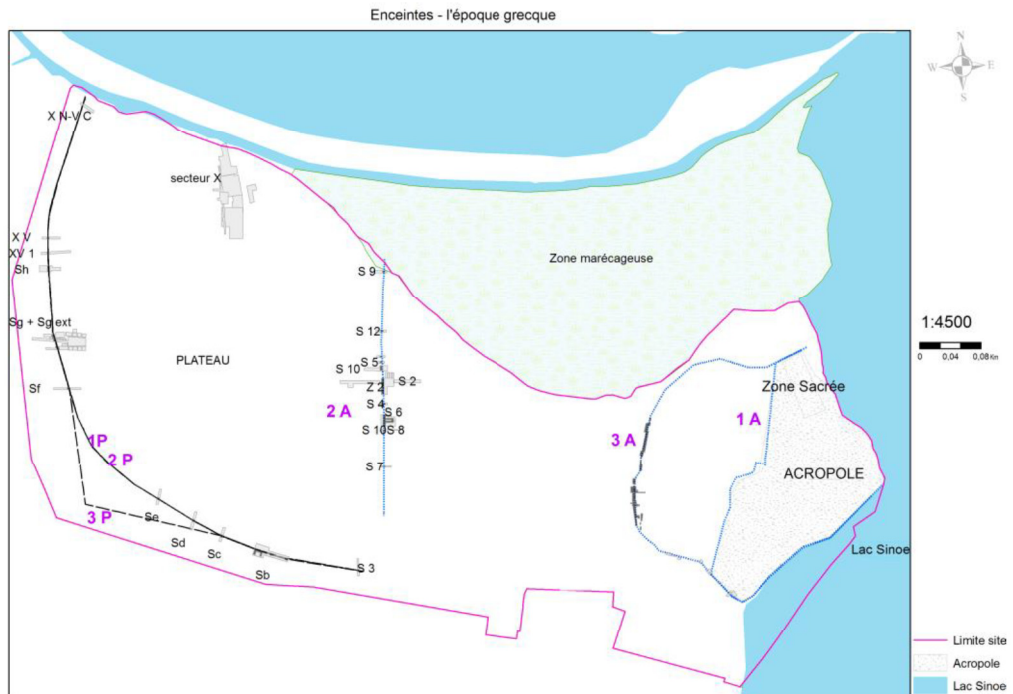 Enceintes - l'époque grecque
N
W E
S
X N-V C
secteur X
X V
XV 1
Sh
S 9
Zone marécageuse
Sg + Sg ext
S 12
1:4500
0 0,04 0,08 Km
PLATEAU
S 5
S 10
S 2
Z 2
Sf
S 4
Zone Sacrée
2 A
S 6
3 A
1 A
S 10
S 8
1P
2 P
S 7
ACROPOLE
3 P
Se
Sd
Sc
Lac Sinoe
Sb
S 3
Limite site
Acropole
Lac Sinoe